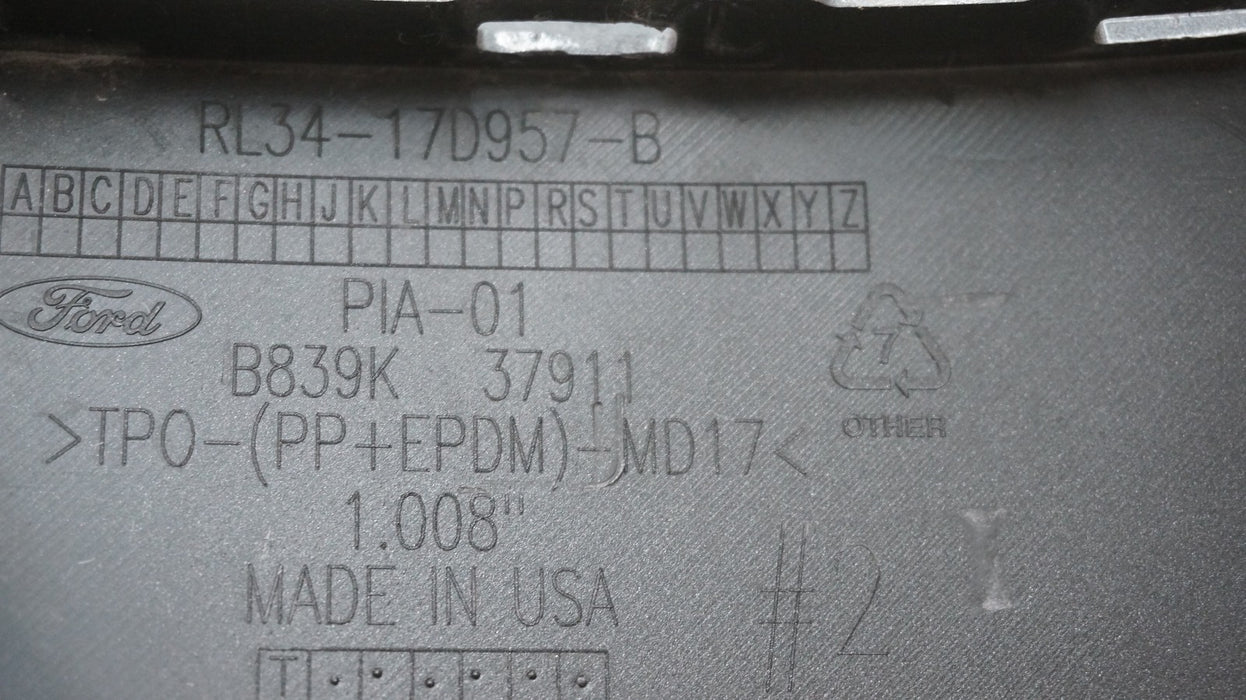 RL34-17D957-B
A B C D E F G H J K L M N P R S T U V W X Y Z
Ford
PIA-01
B839K 37911
7
>TPO-(PP+EPDM)-MD17<
OTHER
1.008"
MADE IN USA
#2
T